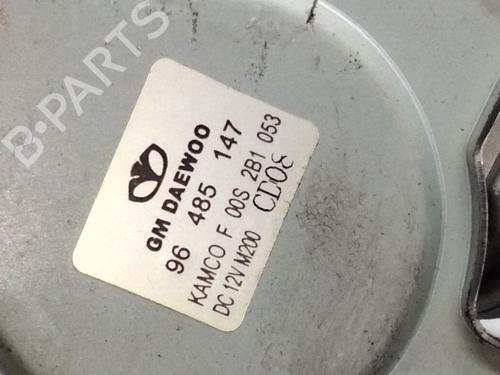 B-PARTS
GM DAEWOO
96 485 147
KAMCO F 00S 2B1 053
DC 12V M200 CD08